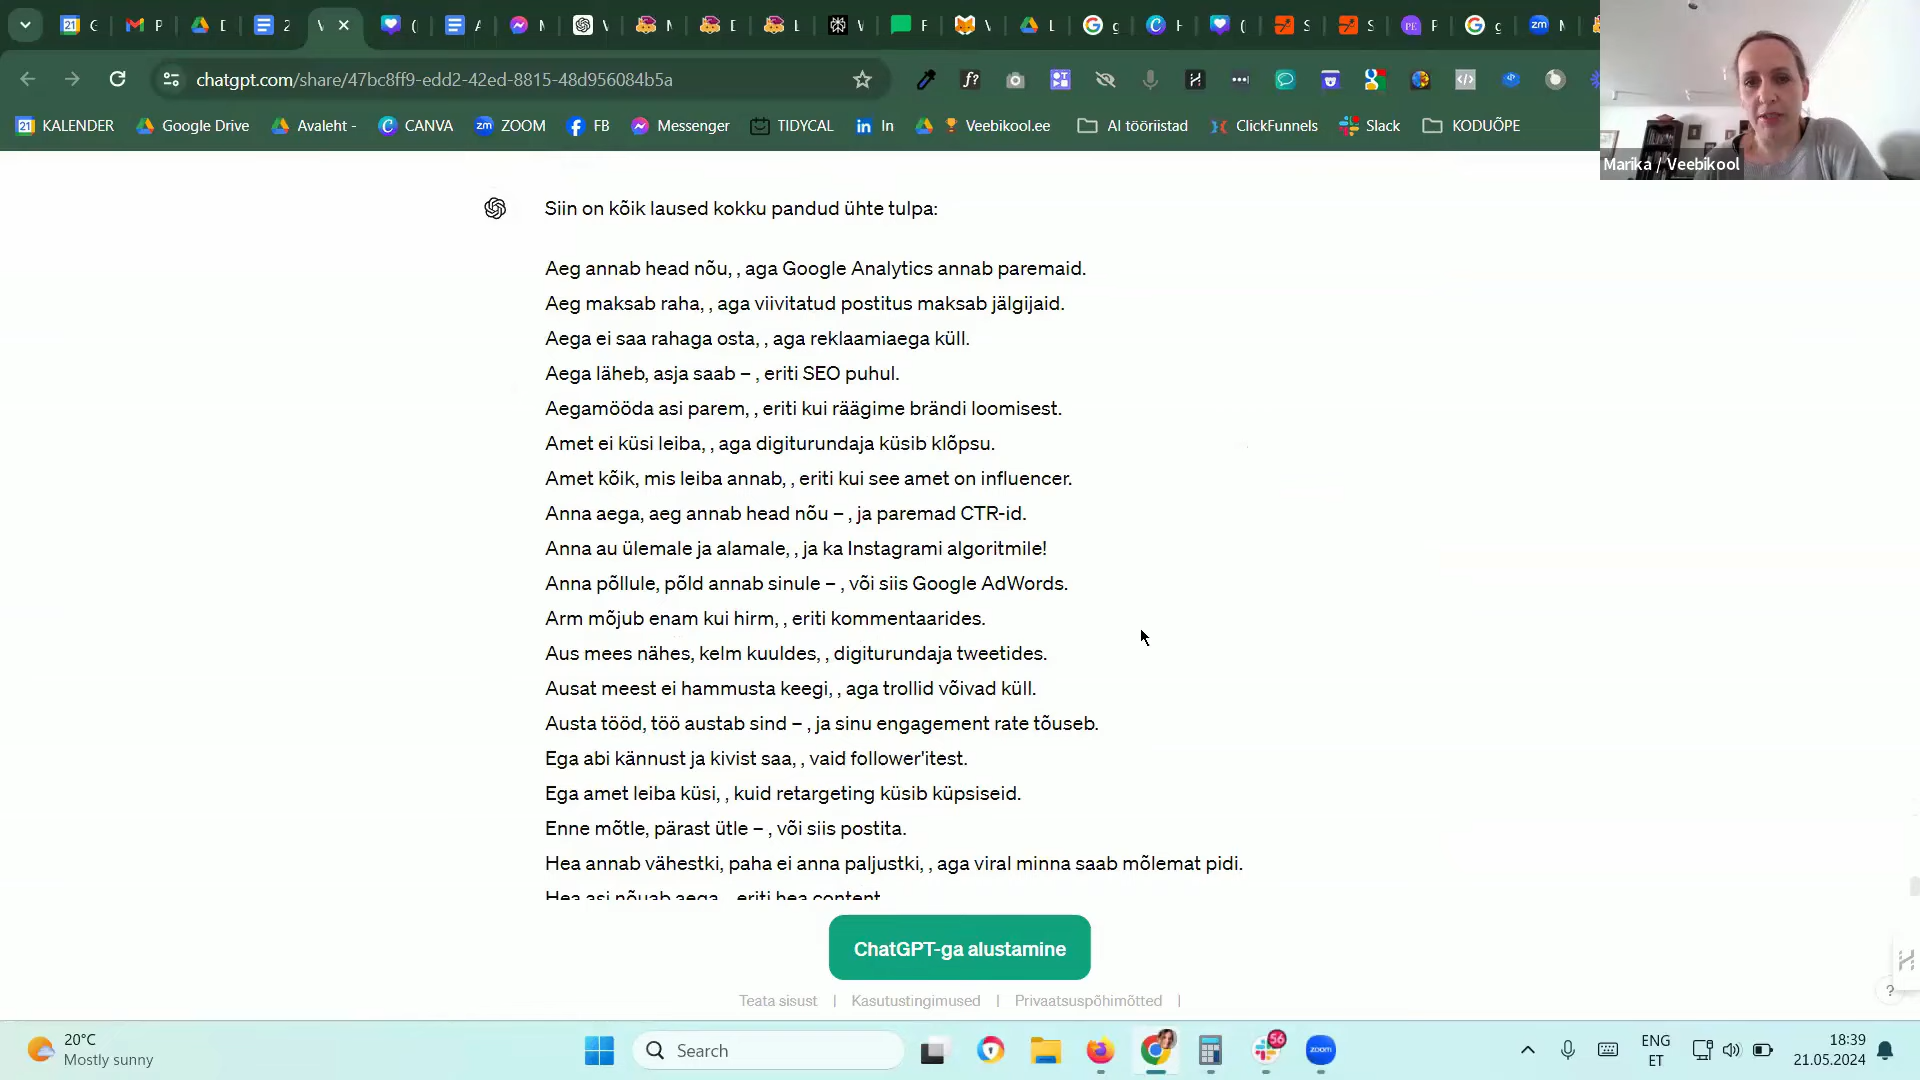 chatgpt.com/share/47bc8ff9-edd2-42ed-8815-48d956084b5a
KALENDER
Google Drive
Avaleht -
CANVA
ZOOM
FB
Messenger
TIDYCAL
In
Veebikool.ee
AI tööriistad
ClickFunnels
Slack
KODUÕPE
Marika / Veebikool
Siin on kõik laused kokku pandud ühte tulpa:
Aeg annab head nõu, , aga Google Analytics annab paremaid.
Aeg maksab raha, , aga viivitatud postitus maksab jälgijaid.
Aega ei saa rahaga osta, , aga reklaamiaega küll.
Aega läheb, asja saab – , eriti SEO puhul.
Aegamööda asi parem, , eriti kui räägime brändi loomisest.
Amet ei küsi leiba, , aga digiturundaja küsib klõpsu.
Amet kõik, mis leiba annab, , eriti kui see amet on influencer.
Anna aega, aeg annab head nõu – , ja paremad CTR-id.
Anna au ülemale ja alamale, , ja ka Instagrami algoritmile!
Anna põllule, põld annab sinule – , või siis Google AdWords.
Arm mõjub enam kui hirm, , eriti kommentaarides.
Aus mees nähes, kelm kuuldes, , digiturundaja tweetides.
Ausat meest ei hammusta keegi, , aga trollid võivad küll.
Austa tööd, töö austab sind – , ja sinu engagement rate tõuseb.
Ega abi kännust ja kivist saa, , vaid follower'itest.
Ega amet leiba küsi, , kuid retargeting küsib küpsiseid.
Enne mõtle, pärast ütle – , või siis postita.
Hea annab vähestki, paha ei anna paljustki, , aga viral minna saab mõlemat pidi.
Hea asi nõuab aega, , eriti hea content
ChatGPT-ga alustamine
Teata sisust | Kasutustingimused | Privaatsuspõhimõtted |
?
20°C
Mostly sunny
Search
56
zoom
ENG
ET
18:39
21.05.2024